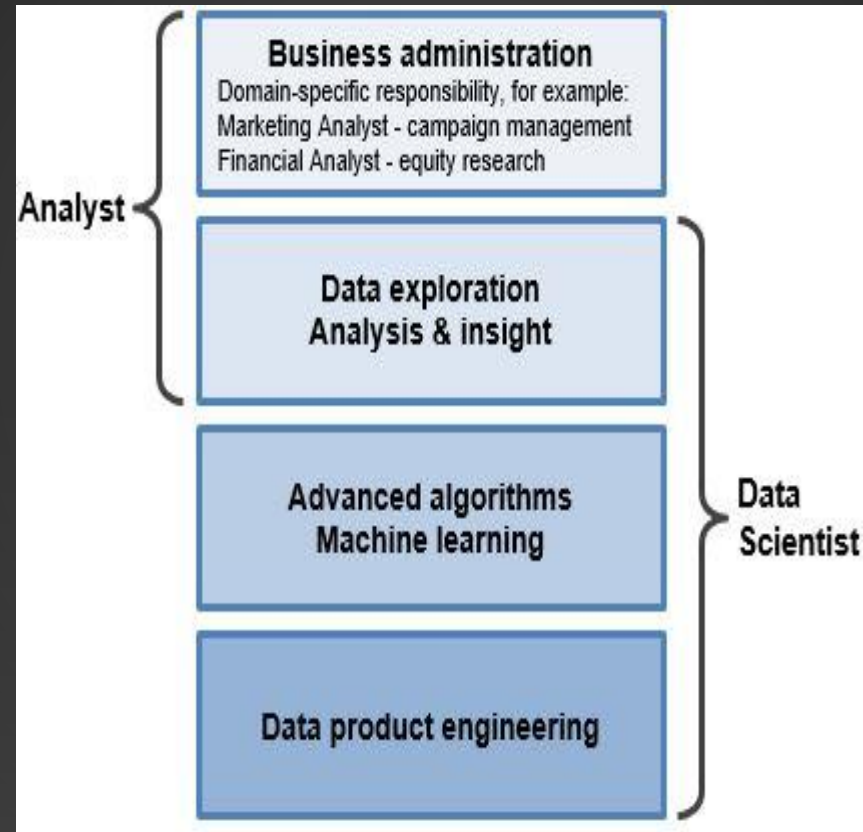 Business administration
Domain-specific responsibility, for example:
Marketing Analyst - campaign management
Financial Analyst - equity research
Analyst
Data exploration
Analysis & insight
Advanced algorithms
Machine learning
Data
Scientist
Data product engineering